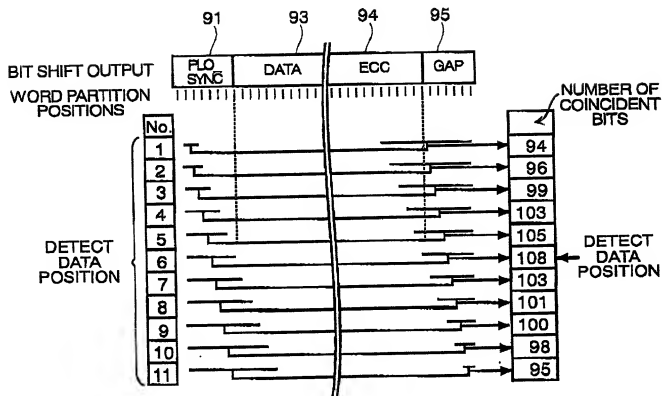 91 93 94 95
BIT SHIFT OUTPUT PLO SYNC DATA ECC GAP
WORD PARTITION POSITIONS
NUMBER OF COINCIDENT BITS
No.
1 94
2 96
3 99
4 103
5 105
6 108
7 103
8 101
9 100
10 98
11 95
DETECT DATA POSITION
DETECT DATA POSITION